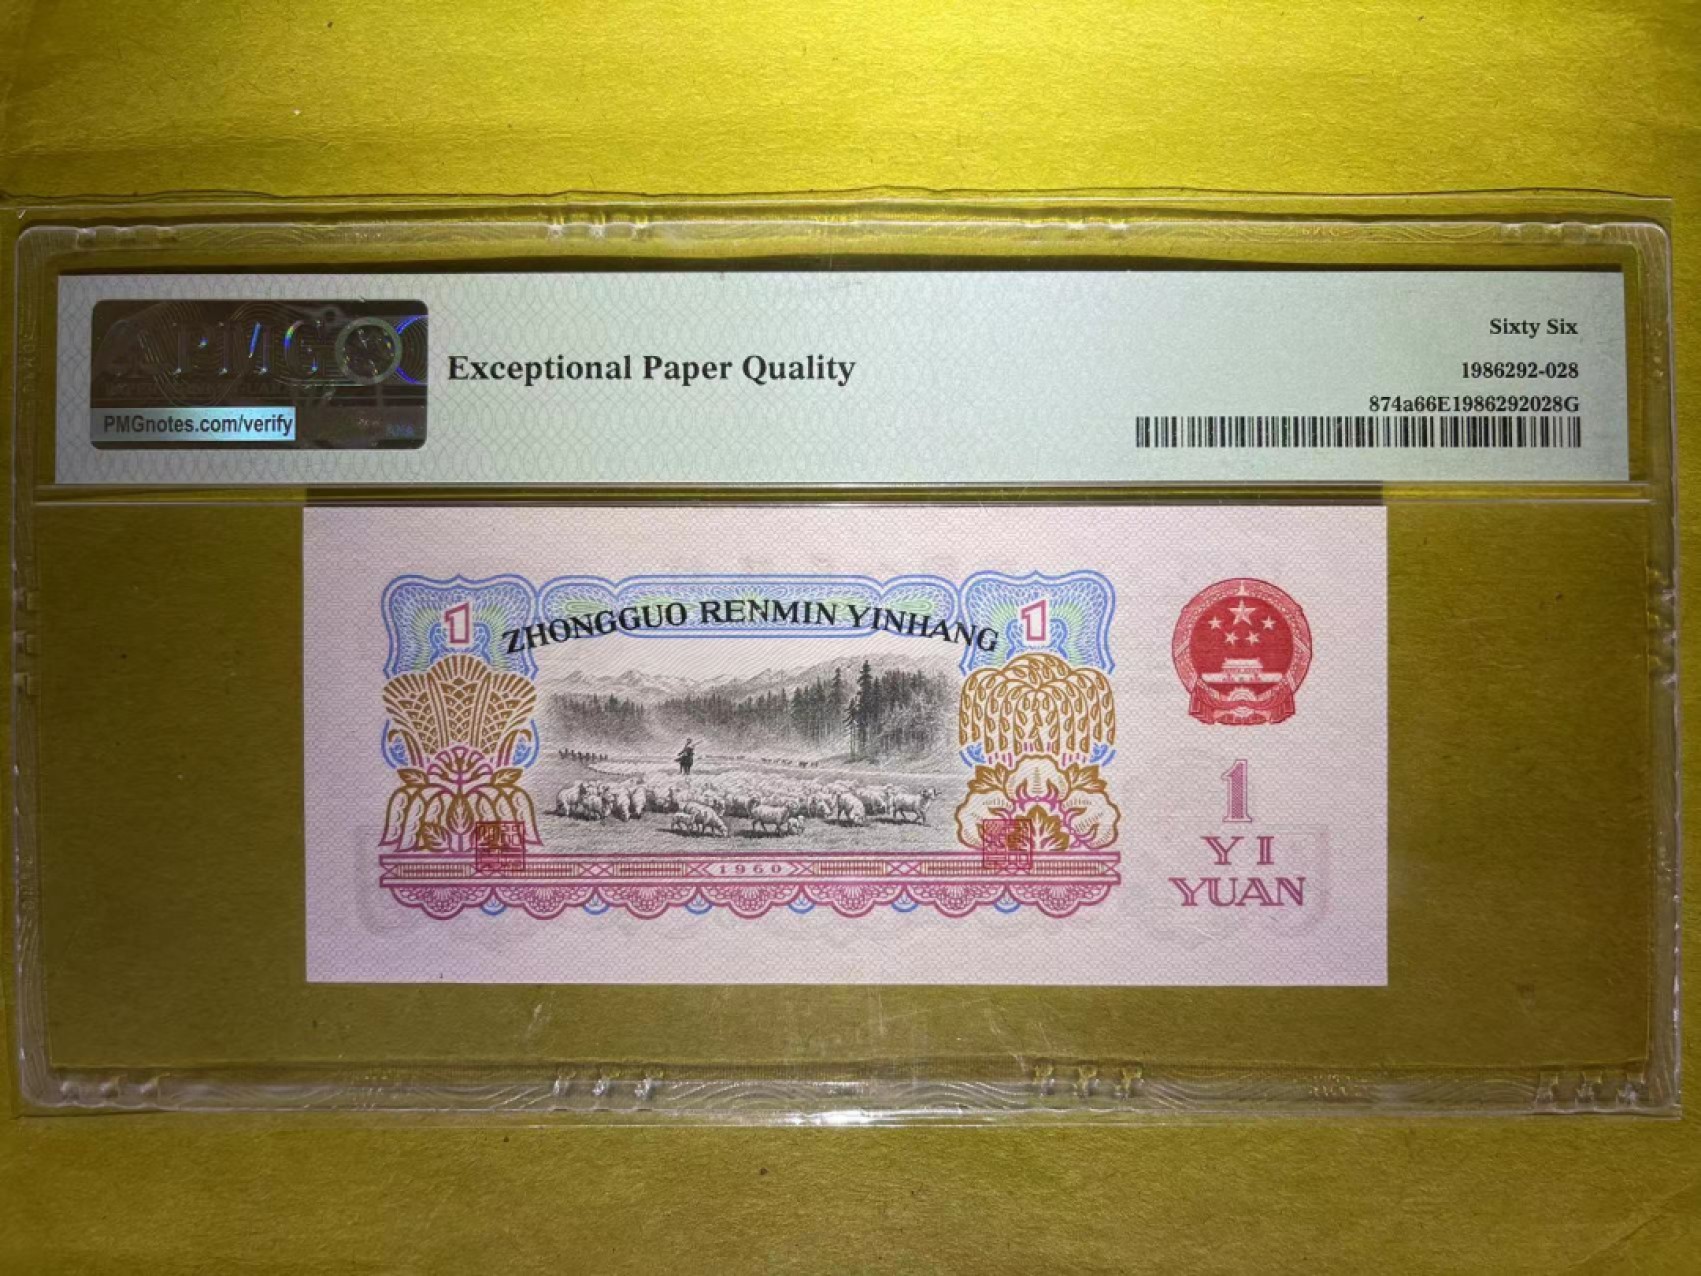 PMG
PMGnotes.com/verify
Exceptional Paper Quality
Sixty Six
1986292-028
874a66E1986292028G
1
ZHONGGUO RENMIN YINHANG
1
1960
1
YI
YUAN